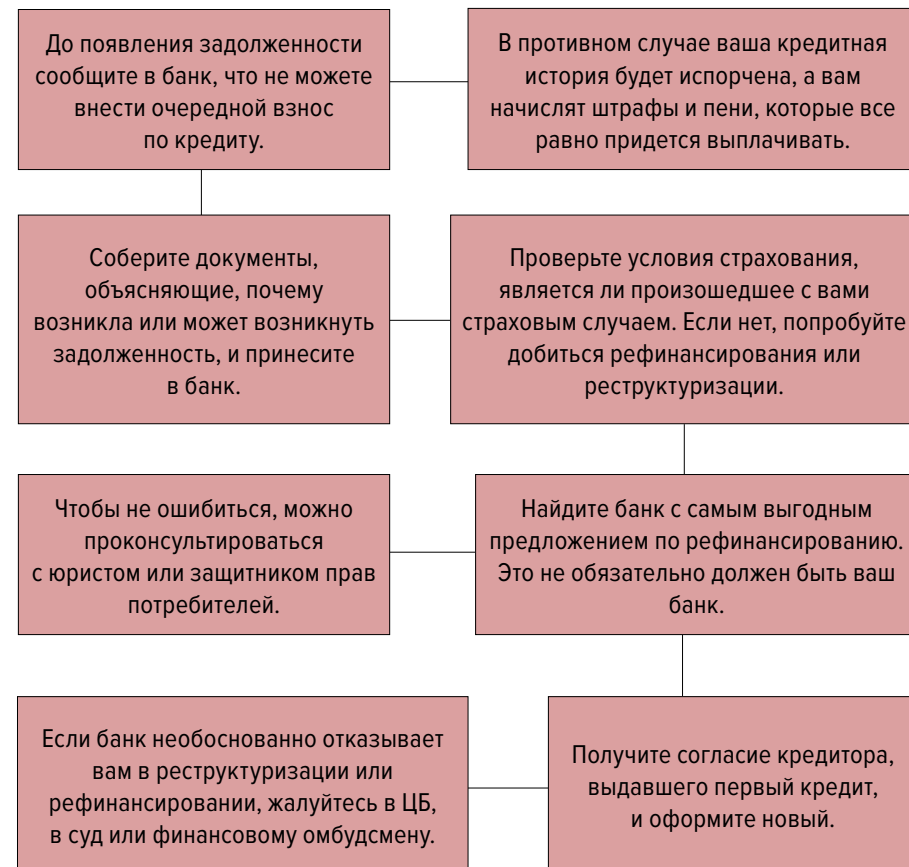 До появления задолженности
сообщите в банк, что не можете
внести очередной взнос
по кредиту.
В противном случае ваша кредитная
история будет испорчена, а вам
начислят штрафы и пени, которые все
равно придется выплачивать.
Соберите документы,
объясняющие, почему
возникла или может возникнуть
задолженность, и принесите
в банк.
Проверьте условия страхования,
является ли произошедшее с вами
страховым случаем. Если нет, попробуйте
добиться рефинансирования или
реструктуризации.
Чтобы не ошибиться, можно
проконсультироваться
с юристом или защитником прав
потребителей.
Найдите банк с самым выгодным
предложением по рефинансированию.
Это не обязательно должен быть ваш
банк.
Если банк необоснованно отказывает
вам в реструктуризации или
рефинансировании, жалуйтесь в ЦБ,
в суд или финансовому омбудсмену.
Получите согласие кредитора,
выдавшего первый кредит,
и оформите новый.